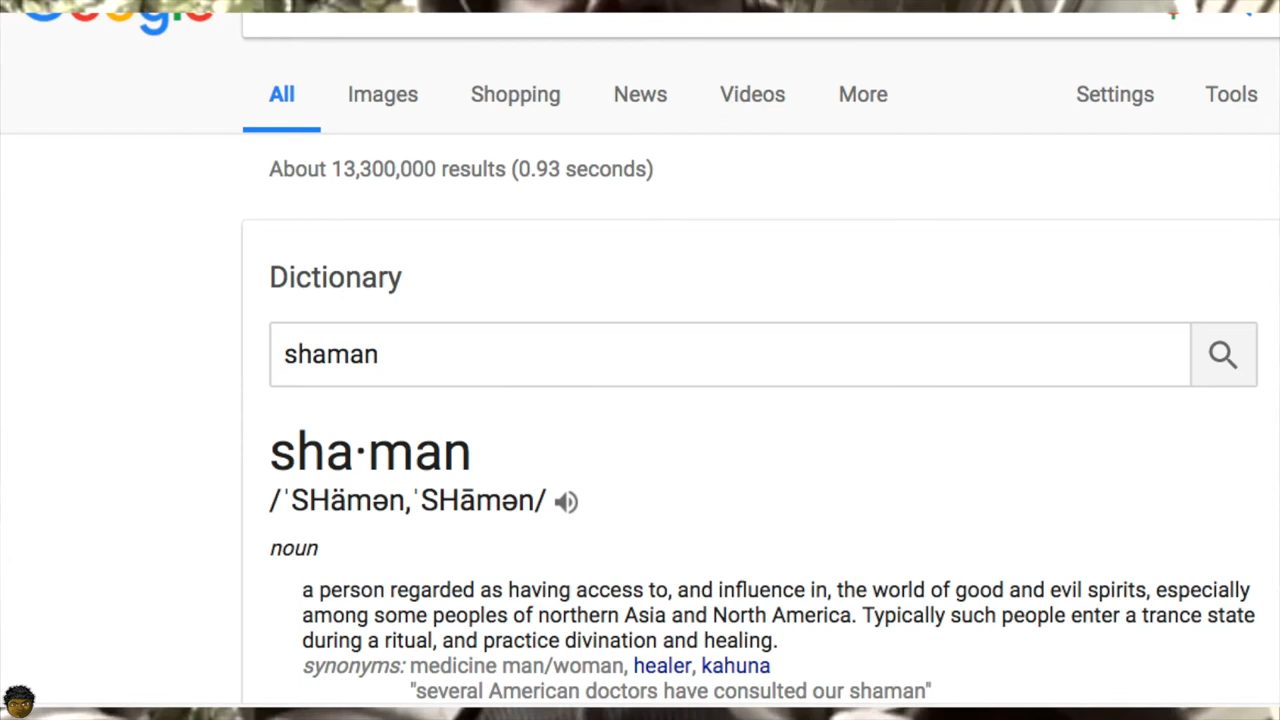 Google
All Images Shopping News Videos More Settings Tools
About 13,300,000 results (0.93 seconds)
Dictionary
shaman
sha·man
/ˈSHämən,ˈSHāmən/
noun
a person regarded as having access to, and influence in, the world of good and evil spirits, especially
among some peoples of northern Asia and North America. Typically such people enter a trance state
during a ritual, and practice divination and healing.
synonyms: medicine man/woman, healer, kahuna
"several American doctors have consulted our shaman"